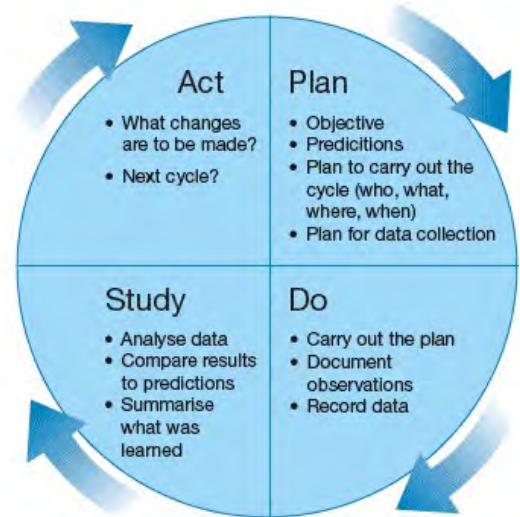 Act
• What changes
are to be made?
• Next cycle?
Plan
• Objective
• Predicitions
• Plan to carry out the
cycle (who, what,
where, when)
• Plan for data collection
Study
• Analyse data
• Compare results
to predictions
• Summarise
what was
learned
Do
• Carry out the plan
• Document
observations
• Record data